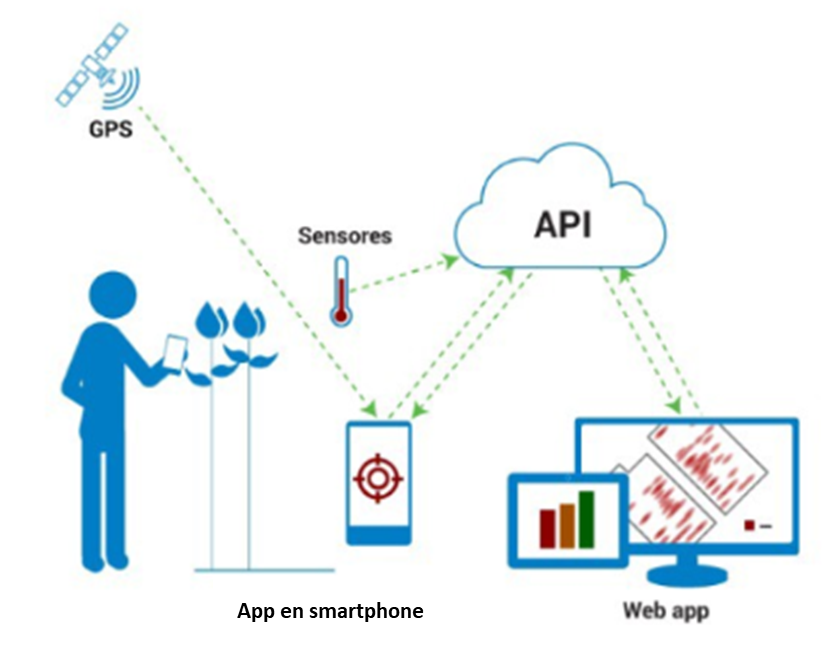 GPS
Sensores
API
App en smartphone
Web app